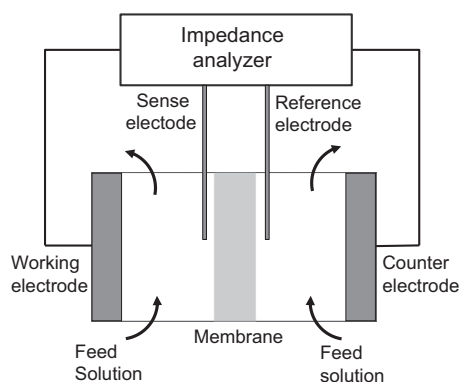 Impedance
analyzer
Sense
electode
Reference
electrode
Working
electrode
Counter
electrode
Membrane
Feed
Solution
Feed
solution